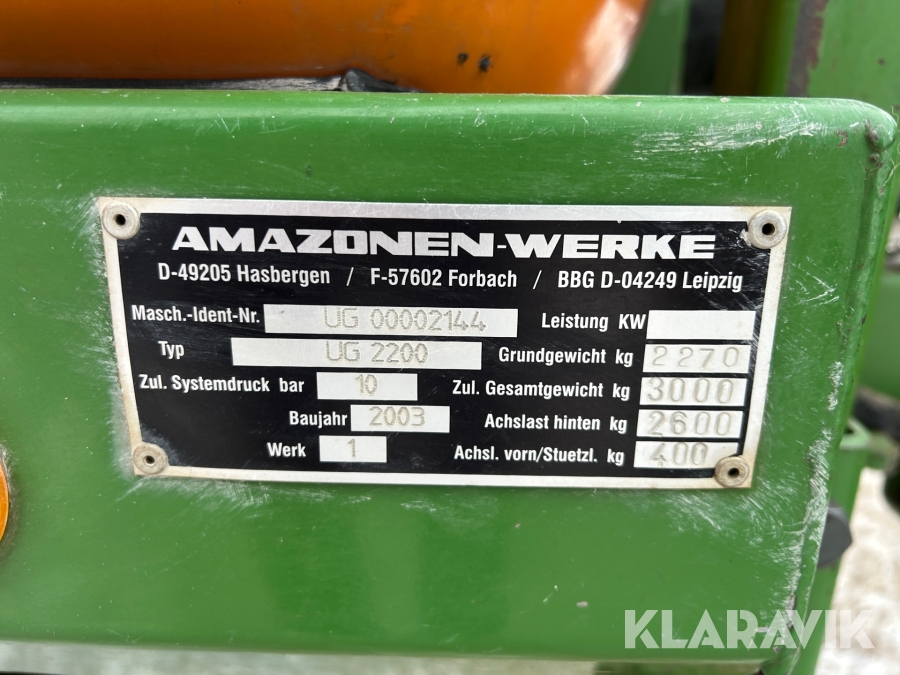 AMAZONEN-WERKE
D-49205 Hasbergen / F-57602 Forbach / BBG D-04249 Leipzig
Masch.-Ident-Nr. UG 00002144 Leistung KW
Typ UG 2200 Grundgewicht kg 2270
Zul. Systemdruck bar 10 Zul. Gesamtgewicht kg 3000
Baujahr 2003 Achslast hinten kg 2600
Werk 1 Achsl. vorn/Stuetzl. kg 400
KLARAVIK